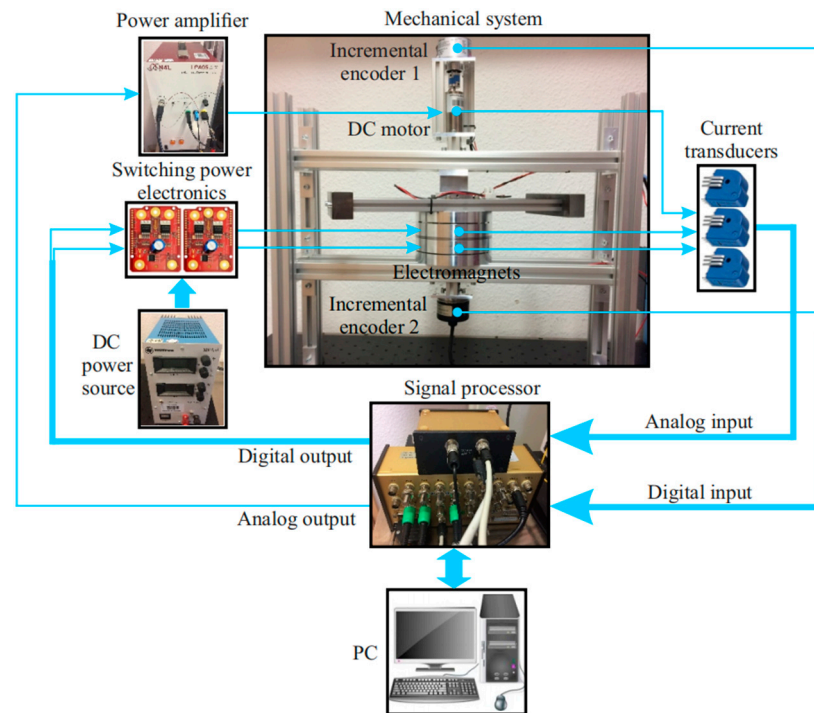 Power amplifier
Mechanical system
Incremental
encoder 1
DC motor
Current
transducers
Switching power
electronics
Electromagnets
Incremental
encoder 2
DC
power
source
Signal processor
Analog input
Digital output
Digital input
Analog output
PC